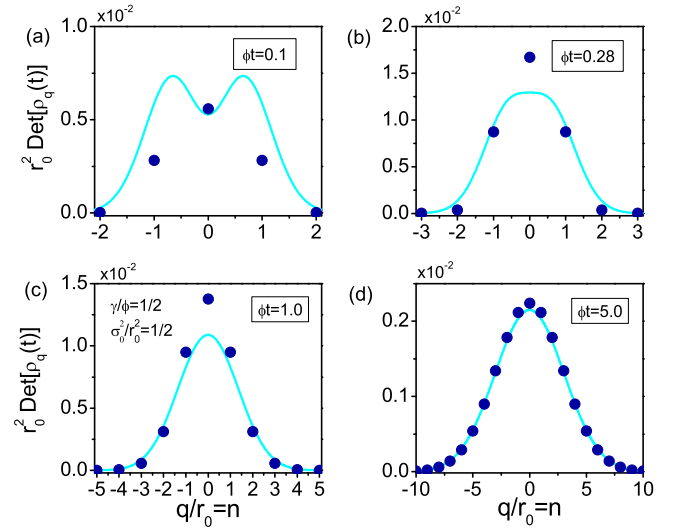 x10⁻²
(a)
ϕt=0.1
r₀² Det[ρ_q(t)]
1.0
0.5
0.0
-2 -1 0 1 2
x10⁻²
(b)
ϕt=0.28
2.0
1.5
1.0
0.5
0.0
-3 -2 -1 0 1 2 3
x10⁻²
(c)
γ/ϕ=1/2
σ₀²/r₀²=1/2
ϕt=1.0
r₀² Det[ρ_q(t)]
1.5
1.0
0.5
0.0
-5 -4 -3 -2 -1 0 1 2 3 4 5
q/r₀=n
x10⁻²
(d)
ϕt=5.0
0.2
0.1
0.0
-10 -5 0 5 10
q/r₀=n